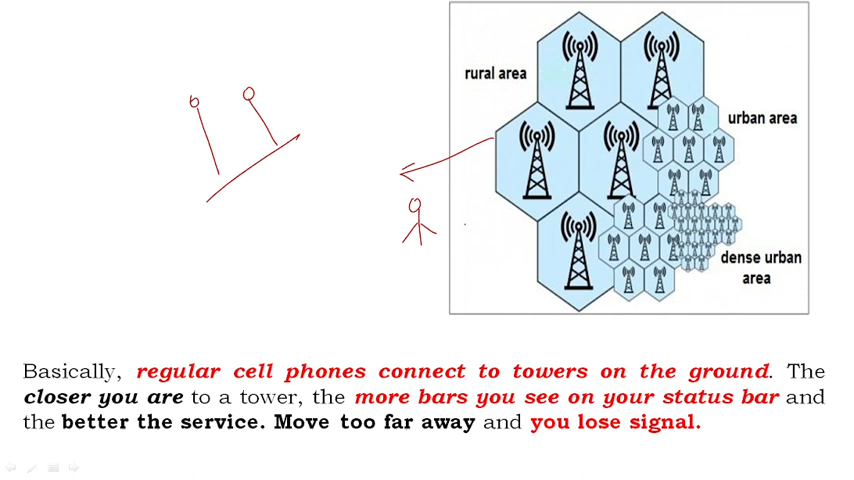 rural area
urban area
dense urban
area
Basically, regular cell phones connect to towers on the ground. The
closer you are to a tower, the more bars you see on your status bar and
the better the service. Move too far away and you lose signal.